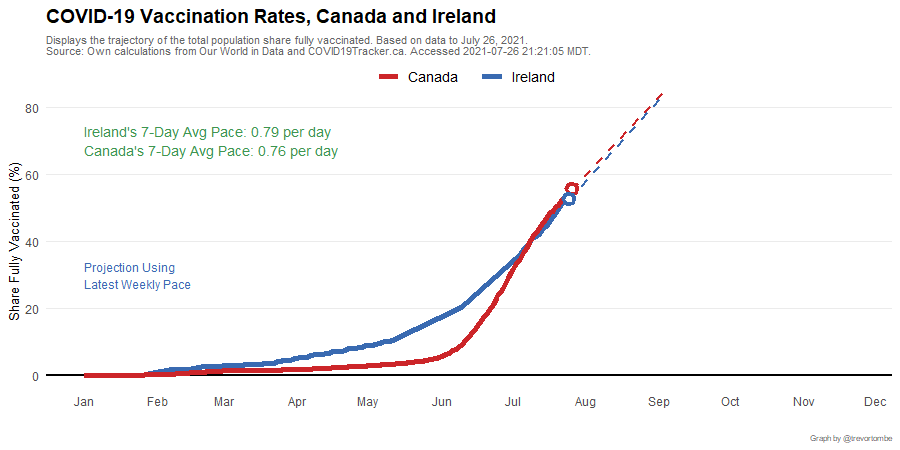 COVID-19 Vaccination Rates, Canada and Ireland
Displays the trajectory of the total population share fully vaccinated. Based on data to July 26, 2021.
Source: Own calculations from Our World in Data and COVID19Tracker.ca. Accessed 2021-07-26 21:21:05 MDT.
Canada Ireland
Ireland's 7-Day Avg Pace: 0.79 per day
Canada's 7-Day Avg Pace: 0.76 per day
Projection Using
Latest Weekly Pace
Share Fully Vaccinated (%)
80
60
40
20
0
Jan Feb Mar Apr May Jun Jul Aug Sep Oct Nov Dec
Graph by @trevortombe